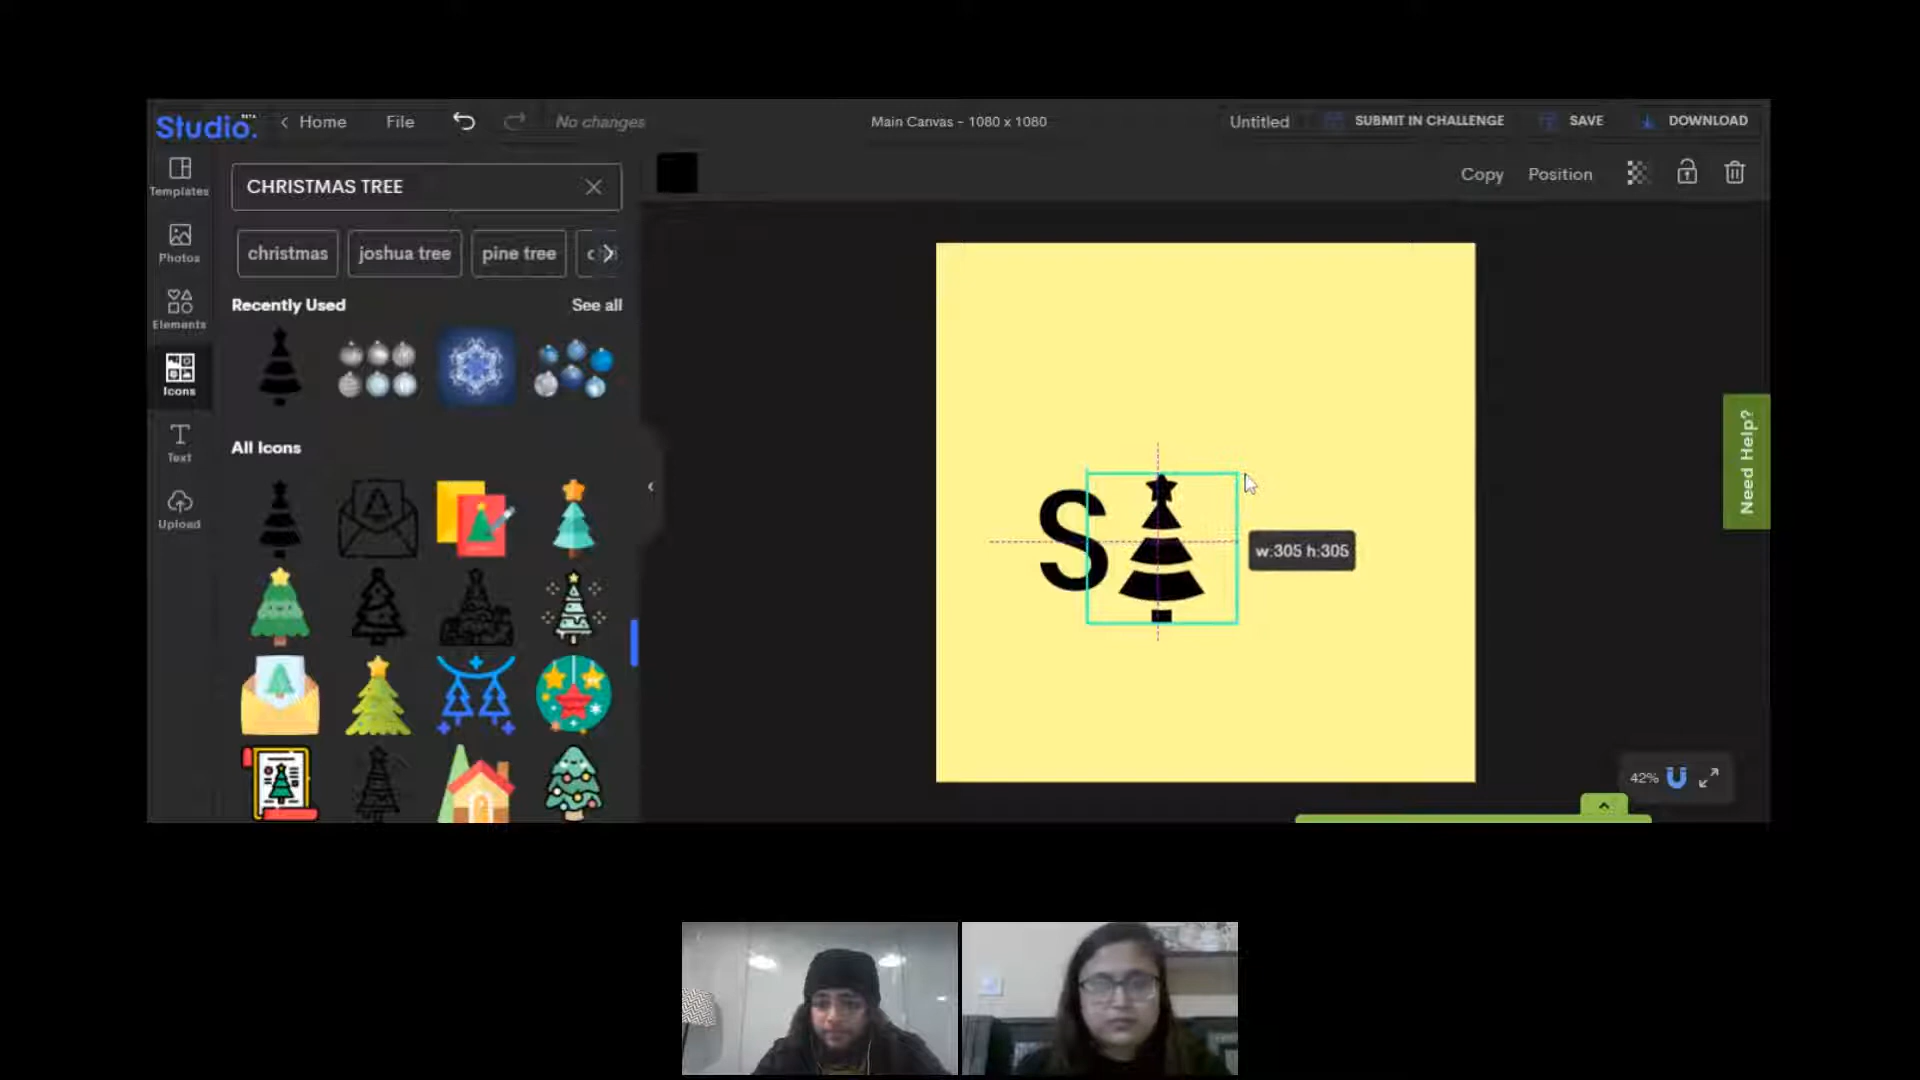 Studio.
BETA
Home
File
No changes
Main Canvas - 1080 x 1080
Untitled
SUBMIT IN CHALLENGE
SAVE
DOWNLOAD
Templates
Photos
Elements
Icons
Text
Upload
CHRISTMAS TREE
Copy
Position
christmas
joshua tree
pine tree
Recently Used
See all
All Icons
S
w:305 h:305
Need Help?
42%